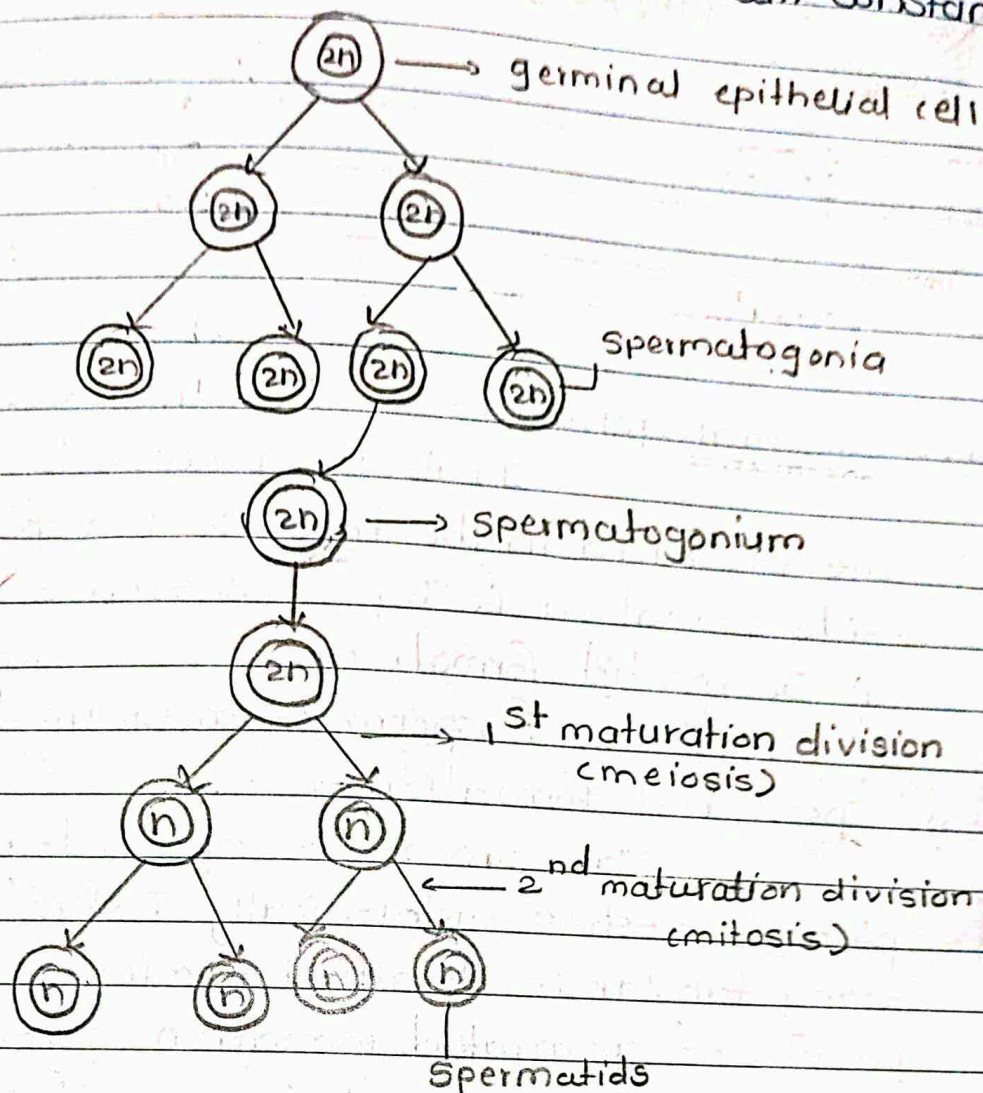 2n germinal epithelial cell
2n 2n
2n 2n 2n 2n spermatogonia
2n spermatogonium
2n
1st maturation division
(meiosis)
n n
2nd maturation division
(mitosis)
n n n n
spermatids